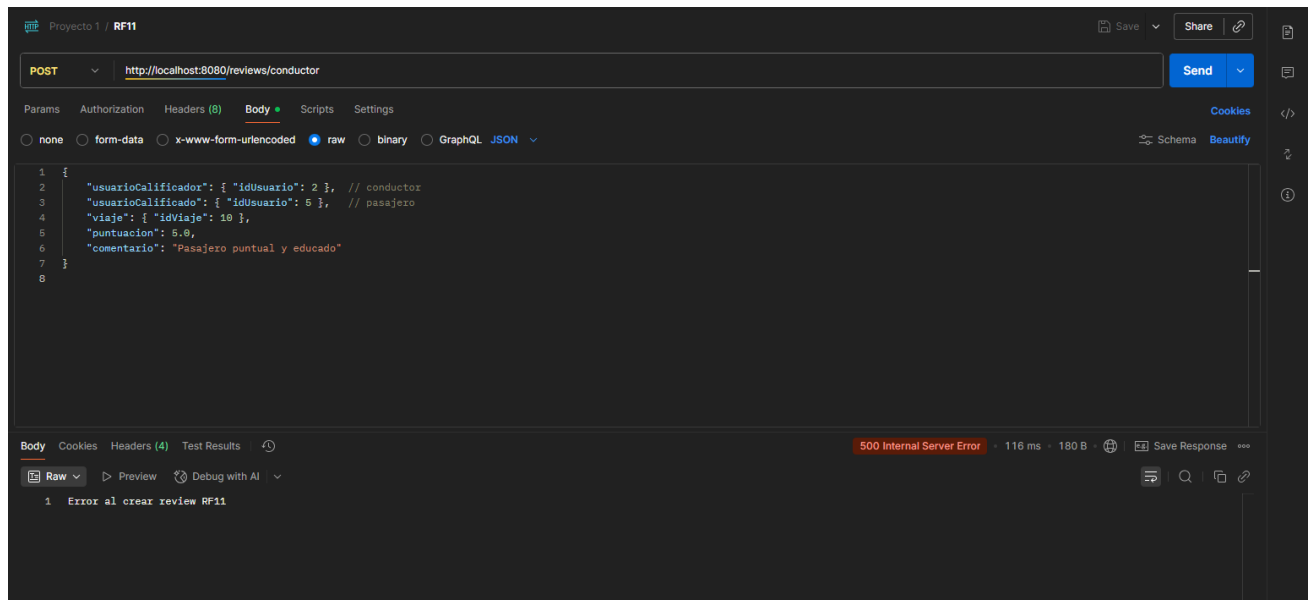 HTTP Proyecto 1 / RF11 Save Share
POST http://localhost:8080/reviews/conductor Send
Params Authorization Headers (8) Body Scripts Settings Cookies
none form-data x-www-form-urlencoded raw binary GraphQL JSON Schema Beautify
1 {
2 "usuarioCalificador": { "idUsuario": 2 }, // conductor
3 "usuarioCalificado": { "idUsuario": 5 }, // pasajero
4 "viaje": { "idViaje": 10 },
5 "puntuacion": 5.0,
6 "comentario": "Pasajero puntual y educado"
7 }
8
Body Cookies Headers (4) Test Results 500 Internal Server Error • 116 ms • 180 B • e.g. Save Response
Raw Preview Debug with AI
1 Error al crear review RF11